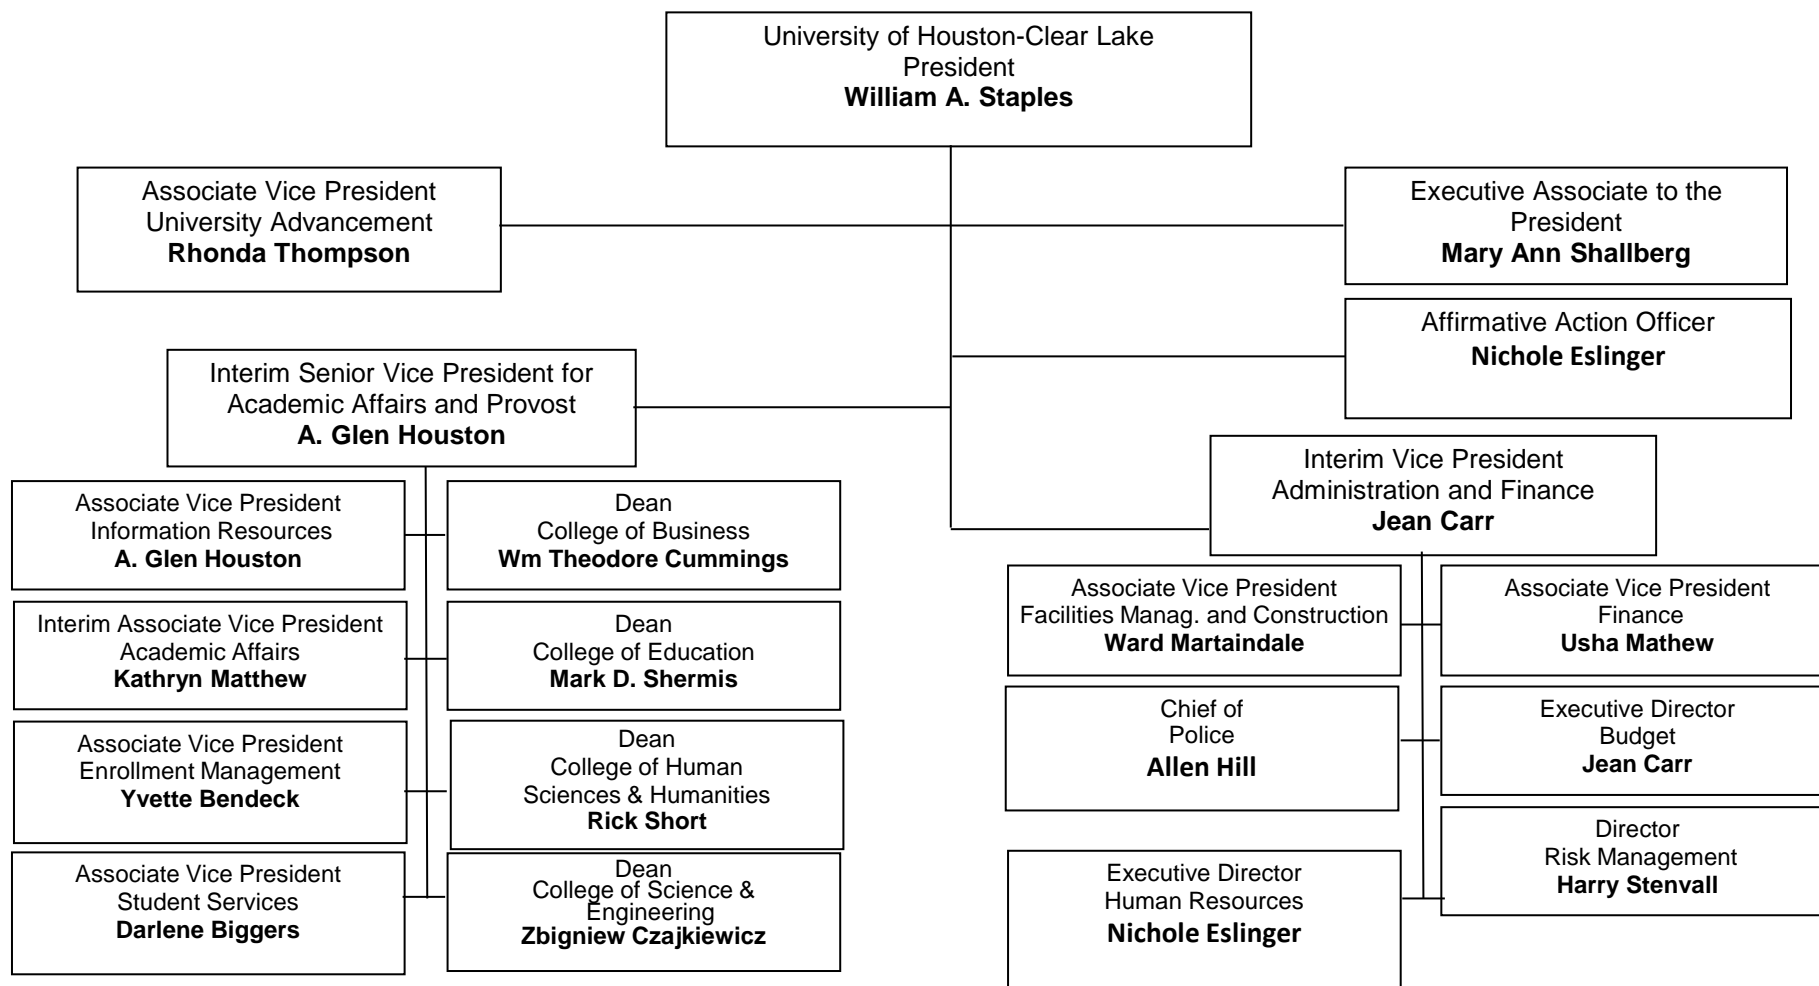 University of Houston-Clear Lake
President
William A. Staples
Associate Vice President
University Advancement
Rhonda Thompson
Executive Associate to the
President
Mary Ann Shallberg
Affirmative Action Officer
Nichole Eslinger
Interim Senior Vice President for
Academic Affairs and Provost
A. Glen Houston
Interim Vice President
Administration and Finance
Jean Carr
Associate Vice President
Information Resources
A. Glen Houston
Dean
College of Business
Wm Theodore Cummings
Interim Associate Vice President
Academic Affairs
Kathryn Matthew
Dean
College of Education
Mark D. Shermis
Associate Vice President
Enrollment Management
Yvette Bendeck
Dean
College of Human
Sciences & Humanities
Rick Short
Associate Vice President
Student Services
Darlene Biggers
Dean
College of Science &
Engineering
Zbigniew Czajkiewicz
Associate Vice President
Facilities Manag. and Construction
Ward Martaindale
Associate Vice President
Finance
Usha Mathew
Chief of
Police
Allen Hill
Executive Director
Budget
Jean Carr
Executive Director
Human Resources
Nichole Eslinger
Director
Risk Management
Harry Stenvall